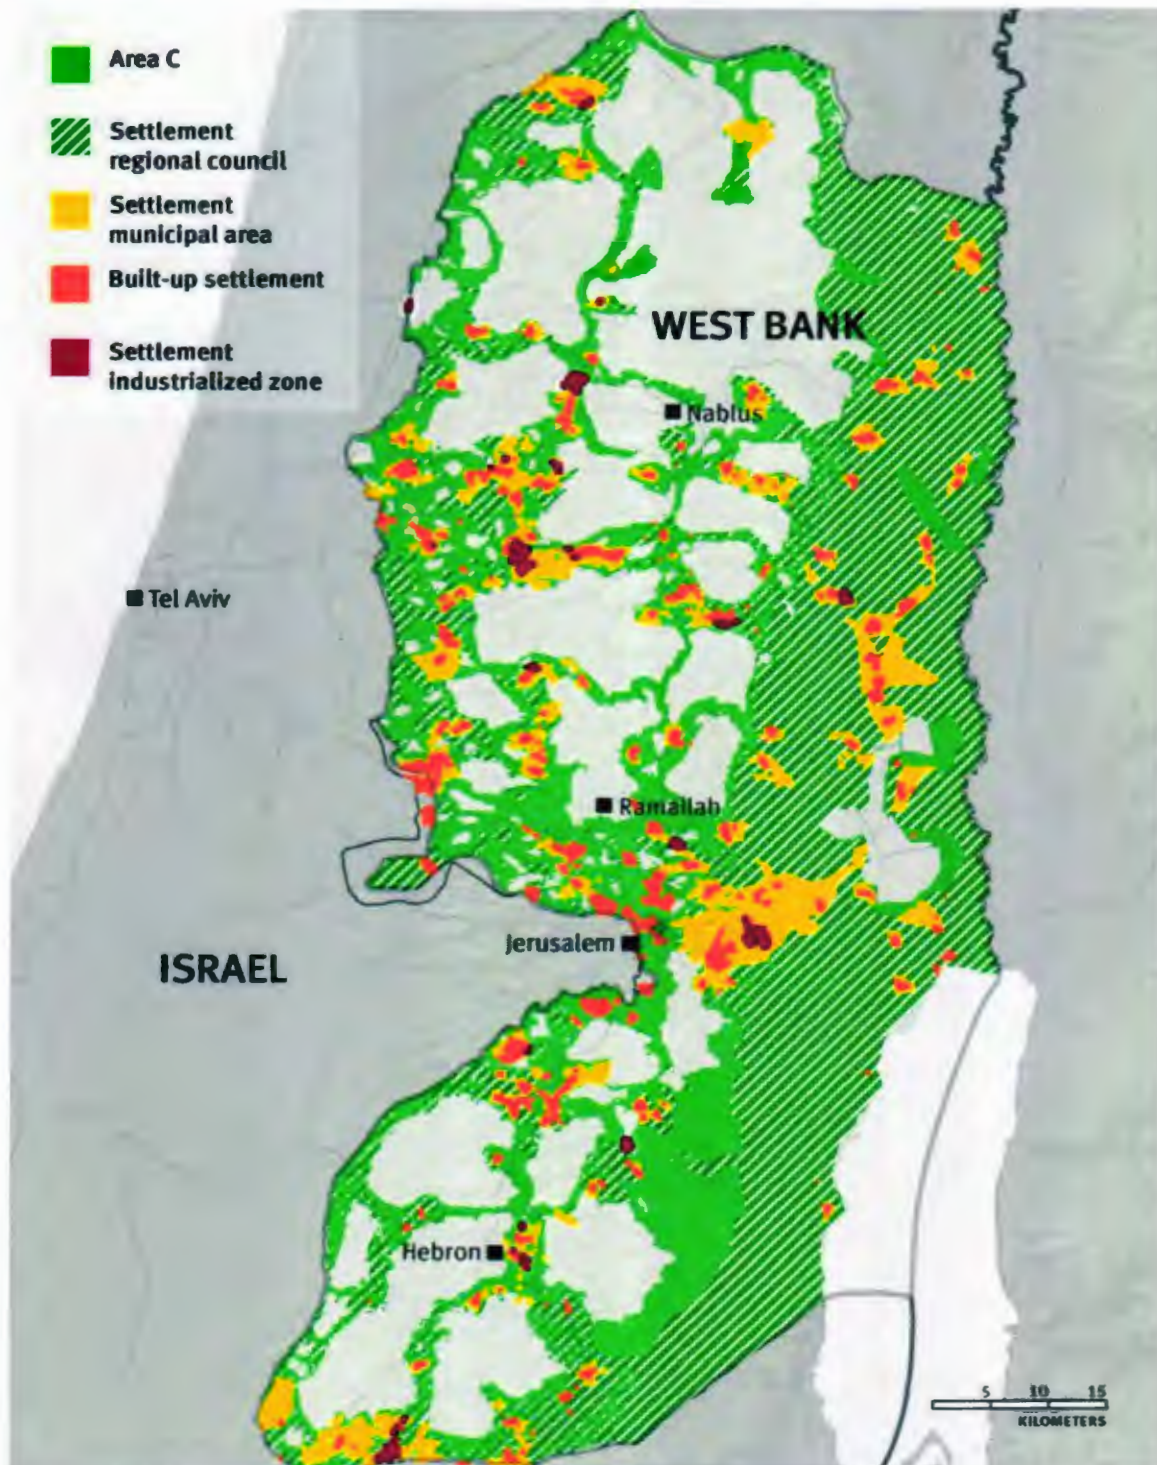 Area C
Settlement
regional council
Settlement
municipal area
Built-up settlement
Settlement
industrialized zone
WEST BANK
Nablus
Tel Aviv
Ramallah
Jerusalem
ISRAEL
Hebron
5 10 15
KILOMETERS